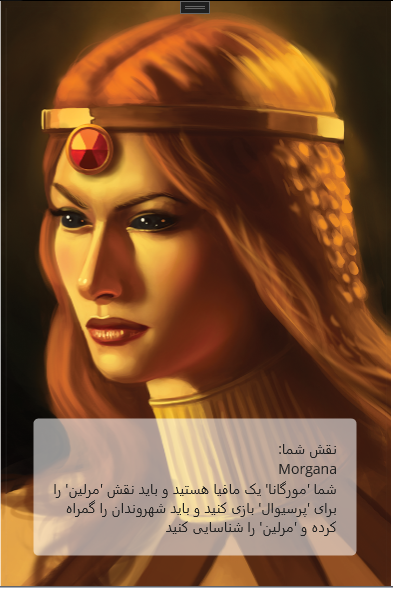 نقش شما:
Morgana
شما 'مورگانا' یک مافیا هستید و باید نقش 'مرلین' را
برای 'پرسیوال' بازی کنید و باید شهروندان را گمراه
کرده و 'مرلین' را شناسایی کنید